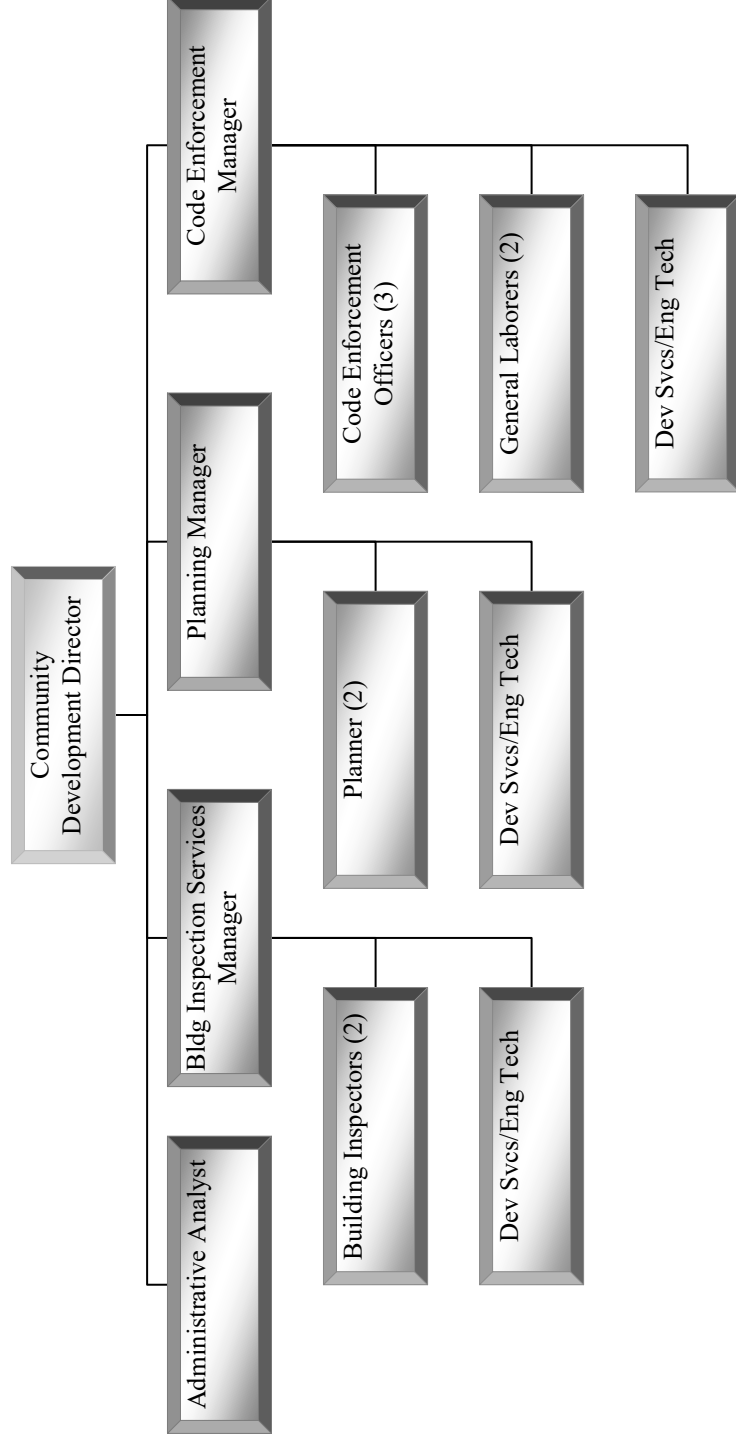 Community
Development Director
Administrative Analyst
Bldg Inspection Services
Manager
Planning Manager
Code Enforcement
Manager
Building Inspectors (2)
Planner (2)
Code Enforcement
Officers (3)
Dev Svcs/Eng Tech
Dev Svcs/Eng Tech
General Laborers (2)
Dev Svcs/Eng Tech